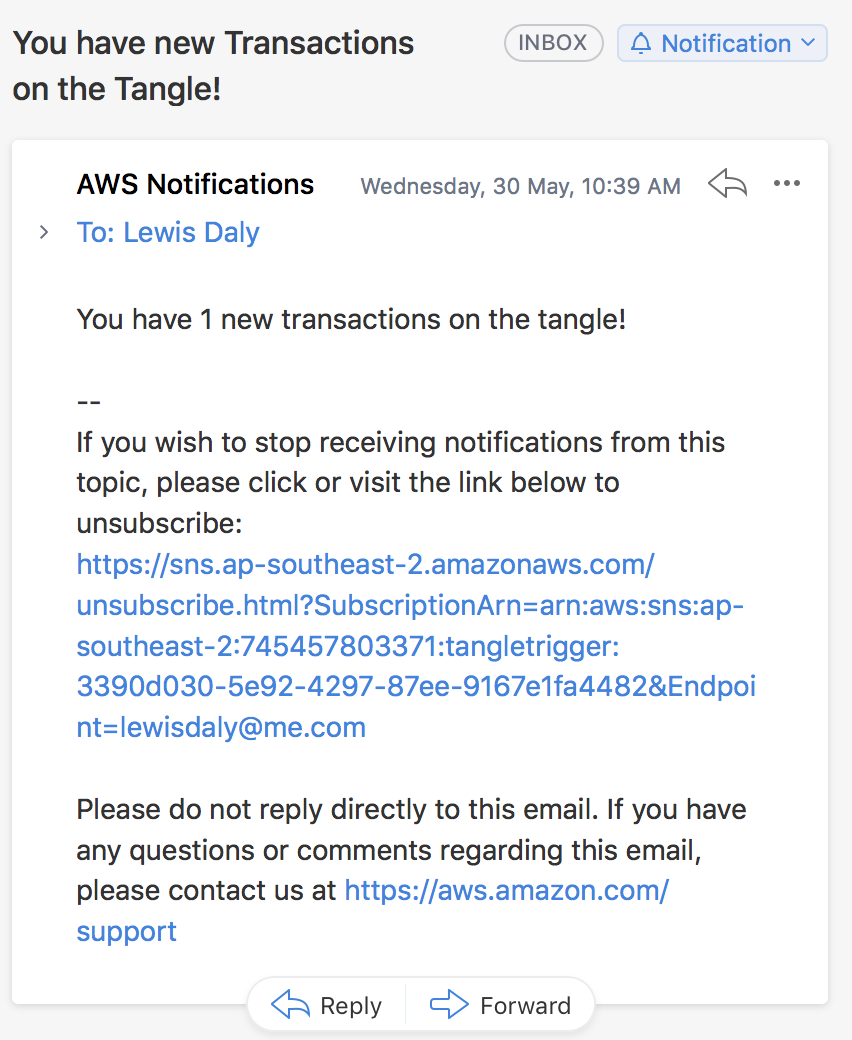 You have new Transactions
on the Tangle!
INBOX
Notification
AWS Notifications
Wednesday, 30 May, 10:39 AM
To: Lewis Daly
You have 1 new transactions on the tangle!
--
If you wish to stop receiving notifications from this
topic, please click or visit the link below to
unsubscribe:
https://sns.ap-southeast-2.amazonaws.com/
unsubscribe.html?SubscriptionArn=arn:aws:sns:ap-
southeast-2:745457803371:tangletrigger:
3390d030-5e92-4297-87ee-9167e1fa4482&Endpoi
nt=lewisdaly@me.com
Please do not reply directly to this email. If you have
any questions or comments regarding this email,
please contact us at https://aws.amazon.com/
support
Reply
Forward